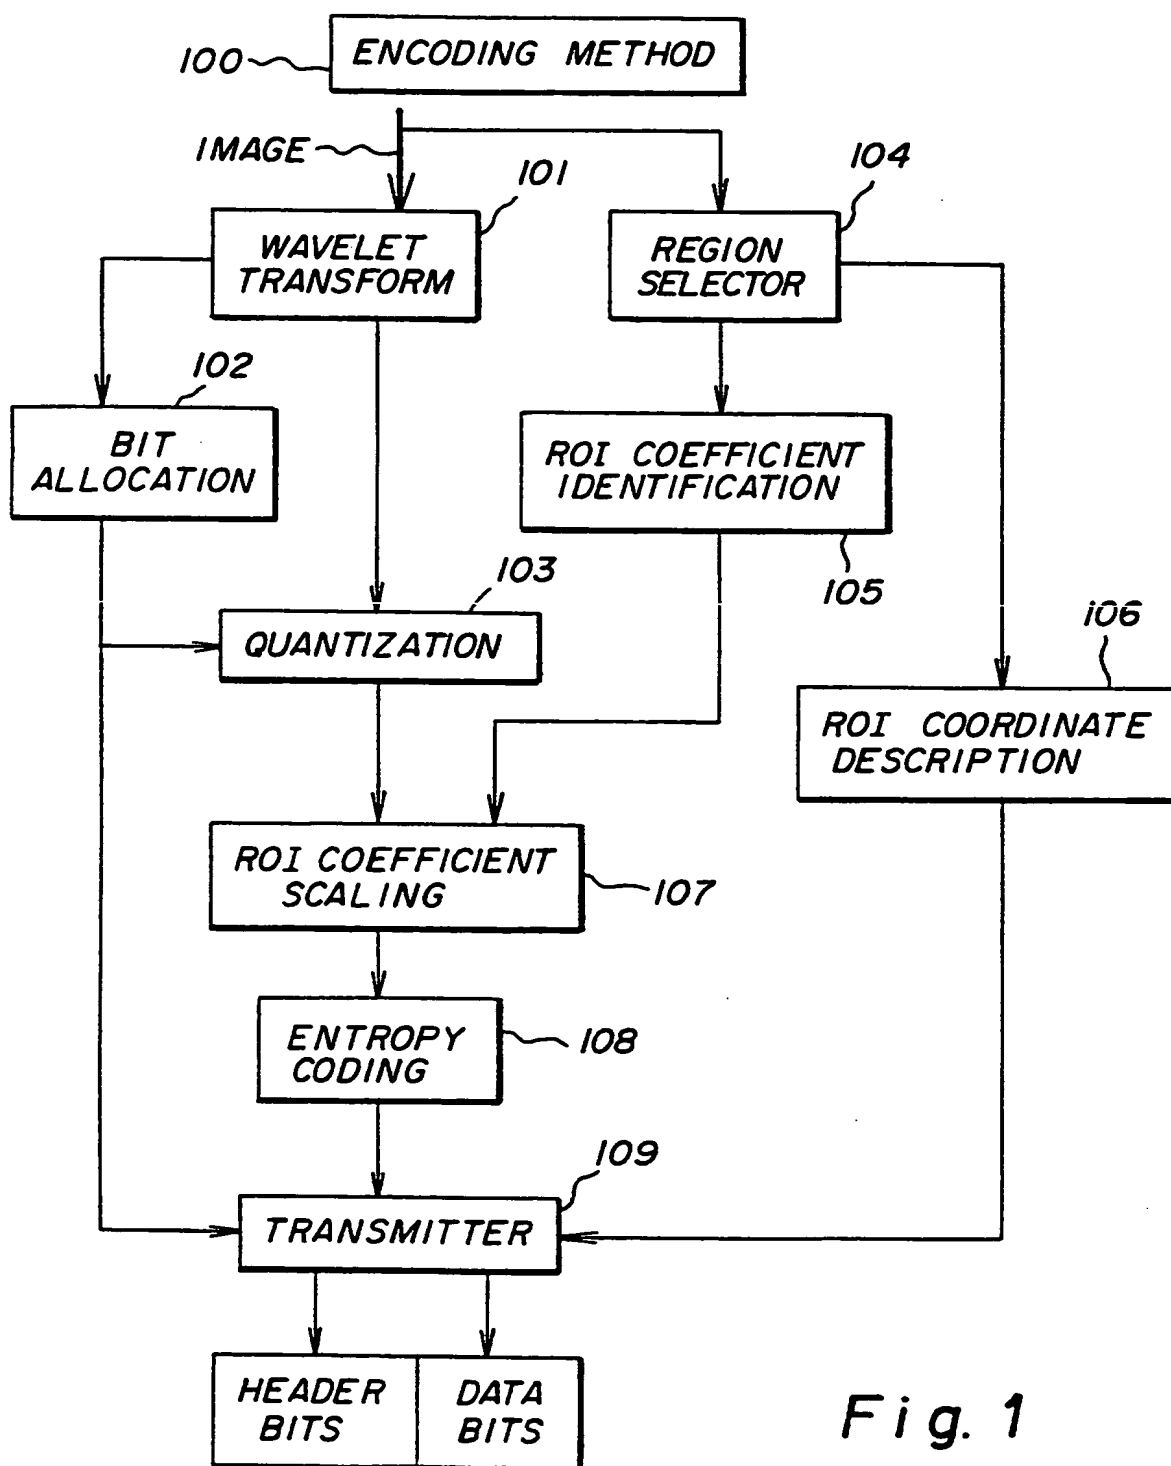 100
ENCODING METHOD
IMAGE
101
104
WAVELET
TRANSFORM
REGION
SELECTOR
102
BIT
ALLOCATION
ROI COEFFICIENT
IDENTIFICATION
103
105
106
QUANTIZATION
ROI COORDINATE
DESCRIPTION
ROI COEFFICIENT
SCALING
107
ENTROPY
CODING
108
109
TRANSMITTER
HEADER
BITS
DATA
BITS
Fig. 1